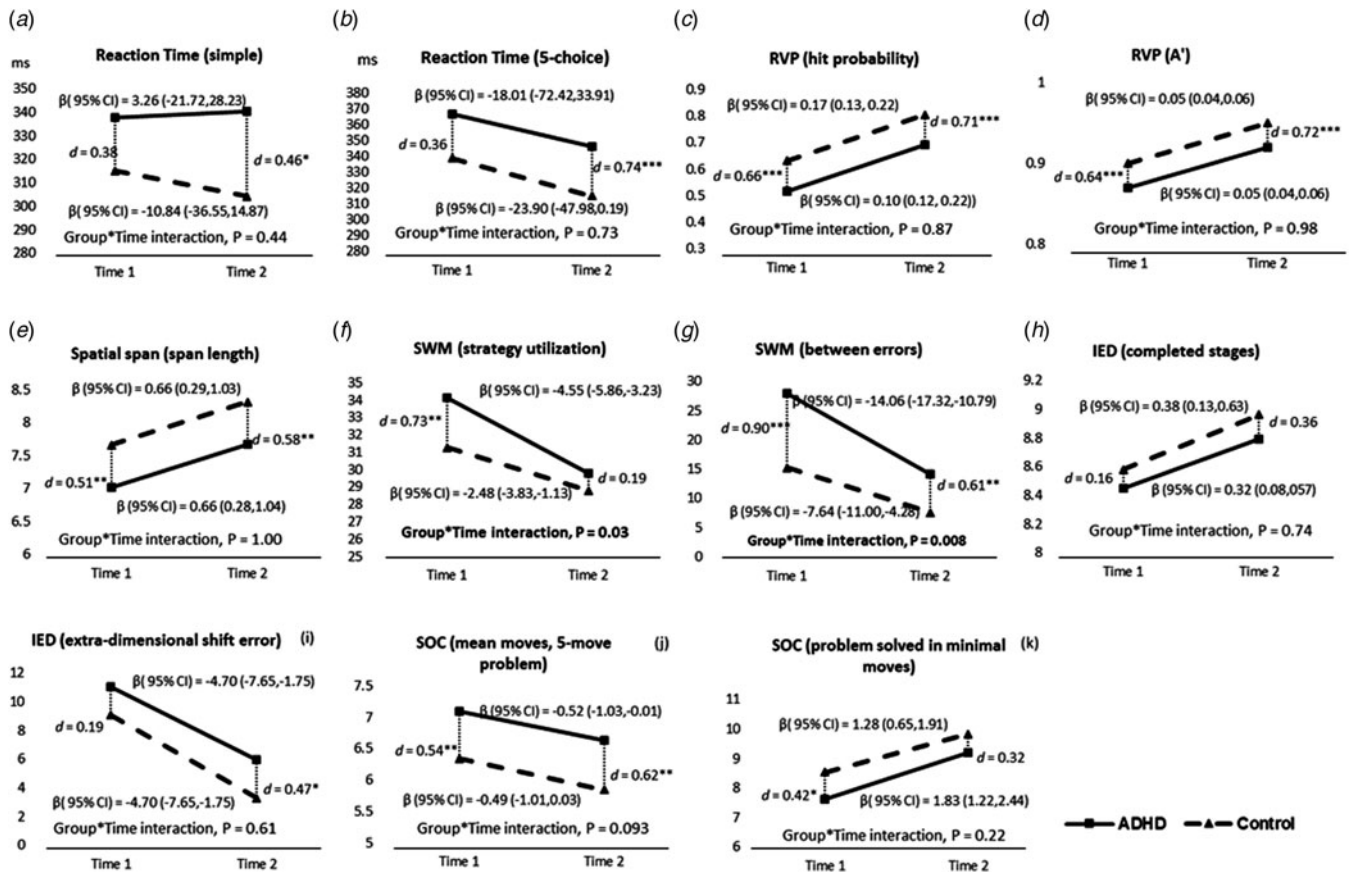 (a)
Reaction Time (simple)
ms
350
340
330
320
310
300
290
280
β( 95% CI) = 3.26 (-21.72,28.23)
d = 0.38
d = 0.46*
β( 95% CI) = -10.84 (-36.55,14.87)
Group*Time interaction, P = 0.44
Time 1
Time 2
(b)
Reaction Time (5-choice)
ms
380
370
360
350
340
330
320
310
300
290
280
β (95% CI) = -18.01 (-72.42,33.91)
d = 0.36
d = 0.74***
β (95% CI) = -23.90 (-47.98,0.19)
Group*Time interaction, P = 0.73
Time 1
Time 2
(c)
RVP (hit probability)
0.9
0.8
0.7
0.6
0.5
0.4
0.3
β( 95% CI) = 0.17 (0.13, 0.22)
d = 0.71***
d = 0.66***
β( 95% CI) = 0.10 (0.12, 0.22))
Group*Time interaction, P = 0.87
Time 1
Time 2
(d)
RVP (A')
1
0.9
0.8
β( 95% CI) = 0.05 (0.04,0.06)
d = 0.72***
d = 0.64***
β( 95% CI) = 0.05 (0.04,0.06)
Group*Time interaction, P = 0.98
Time 1
Time 2
(e)
Spatial span (span length)
8.5
8
7.5
7
6.5
6
β (95% CI) = 0.66 (0.29,1.03)
d = 0.58**
d = 0.51**
β (95% CI) = 0.66 (0.28,1.04)
Group*Time interaction, P = 1.00
Time 1
Time 2
(f)
SWM (strategy utilization)
35
34
33
32
31
30
29
28
27
26
25
β (95% CI) = -4.55 (-5.86,-3.23)
d = 0.73**
d = 0.19
β (95% CI) = -2.48 (-3.83,-1.13)
Group*Time interaction, P = 0.03
Time 1
Time 2
(g)
SWM (between errors)
30
25
20
15
10
5
0
β (95% CI) = -14.06 (-17.32,-10.79)
d = 0.90***
d = 0.61**
β (95% CI) = -7.64 (-11.00,-4.28)
Group*Time interaction, P = 0.008
Time 1
Time 2
(h)
IED (completed stages)
9.2
9
8.8
8.6
8.4
8.2
8
β (95% CI) = 0.38 (0.13,0.63)
d = 0.36
d = 0.16
β (95% CI) = 0.32 (0.08,057)
Group*Time interaction, P = 0.74
Time 1
Time 2
IED (extra-dimensional shift error)
(i)
12
10
8
6
4
2
0
β( 95% CI) = -4.70 (-7.65,-1.75)
d = 0.19
d = 0.47*
β( 95% CI) = -4.70 (-7.65,-1.75)
Group*Time interaction, P = 0.61
Time 1
Time 2
SOC (mean moves, 5-move
problem)
(j)
7.5
7
6.5
6
5.5
5
β (95% CI) = -0.52 (-1.03,-0.01)
d = 0.54**
d = 0.62**
β (95% CI) = -0.49 (-1.01,0.03)
Group*Time interaction, P = 0.093
Time 1
Time 2
SOC (problem solved in minimal
moves)
(k)
11
10
9
8
7
6
β( 95% CI) = 1.28 (0.65,1.91)
d = 0.32
d = 0.42*
β( 95% CI) = 1.83 (1.22,2.44)
Group*Time interaction, P = 0.22
Time 1
Time 2
ADHD
Control